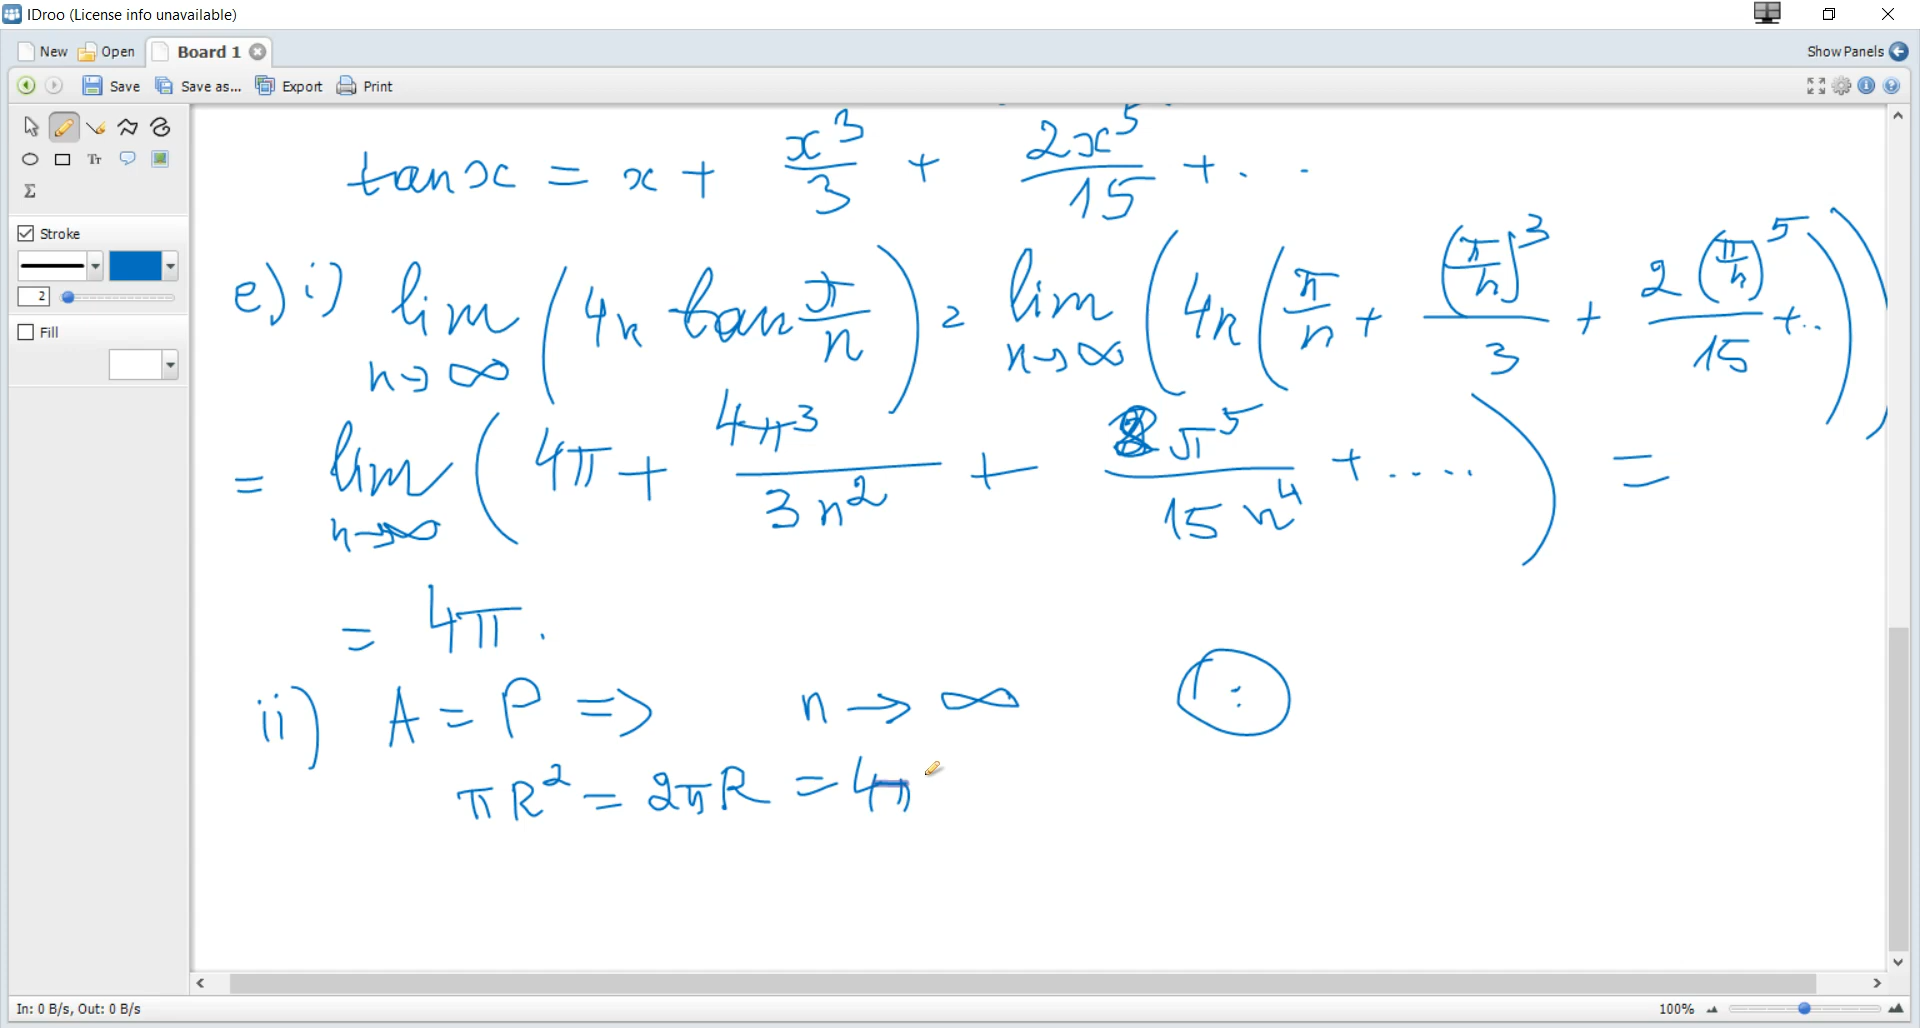 IDroo (License info unavailable)
New Open Board 1 Show Panels
Save Save as... Export Print
Tт
Σ
Stroke
2
Fill
tan x = x + x³/3 + 2x⁵/15 + . .
e) i) lim n→∞ (4n tan π/n) = lim n→∞ (4n (π/n + (π/n)³/3 + 2(π/n)⁵/15 + ..))
= lim n→∞ (4π + 4π³/3n² + 8π⁵/15n⁴ + ....) =
= 4π.
ii) A = P => n → ∞ r
πR² = 2πR = 4π
In: 0 B/s, Out: 0 B/s 100%